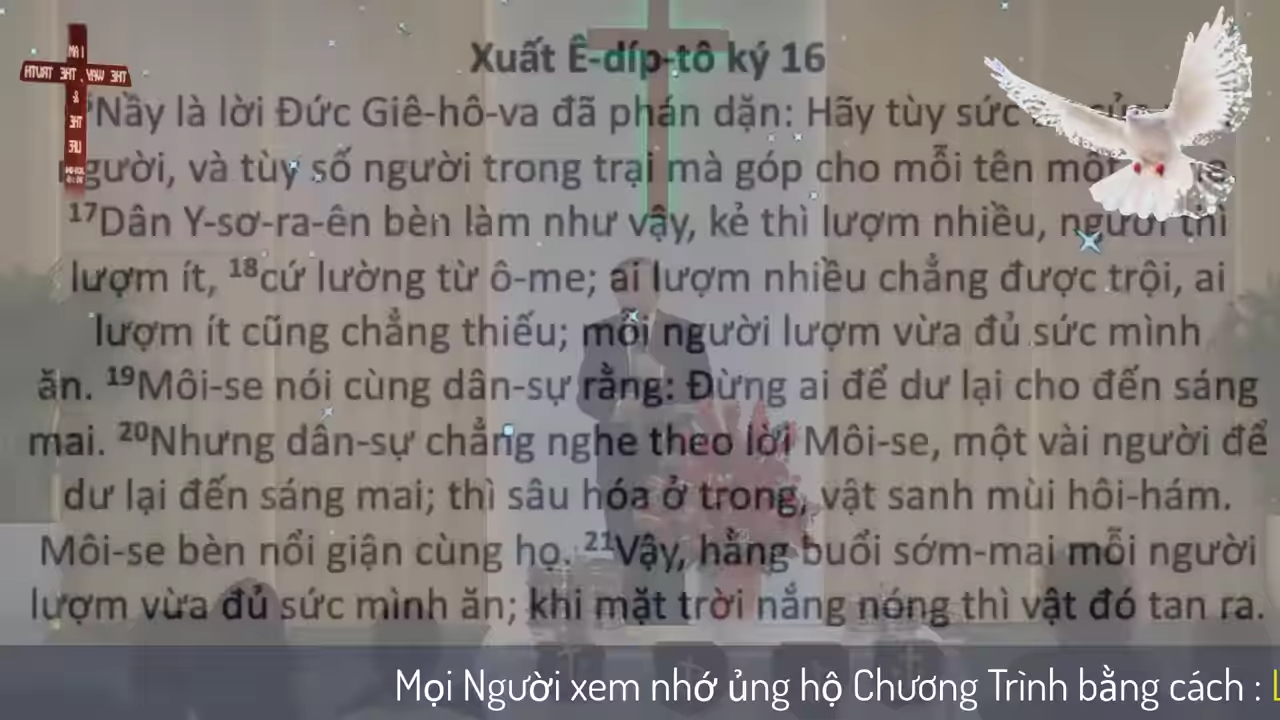 Xuất Ê-díp-tô ký 16
Nầy là lời Đức Giê-hô-va đã phán dặn: Hãy tùy sức
người, và tùy số người trong trại mà góp cho mỗi tên
17Dân Y-sơ-ra-ên bèn làm như vậy, kẻ thì lượm nhiều, người thì
lượm ít, 18cứ lường từ ô-me; ai lượm nhiều chẳng được trội, ai
lượm ít cũng chẳng thiếu; mỗi người lượm vừa đủ sức mình
ăn. 19Môi-se nói cùng dân-sự rằng: Đừng ai để dư lại cho đến sáng
mai. 20Nhưng dân-sự chẳng nghe theo lời Môi-se, một vài người để
dư lại đến sáng mai; thì sâu hóa ở trong, vật sanh mùi hôi-hám.
Môi-se bèn nổi giận cùng họ. 21Vậy, hằng buổi sớm-mai mỗi người
lượm vừa đủ sức mình ăn; khi mặt trời nắng nóng thì vật đó tan ra.
Mọi Người xem nhớ ủng hộ Chương Trình bằng cách :